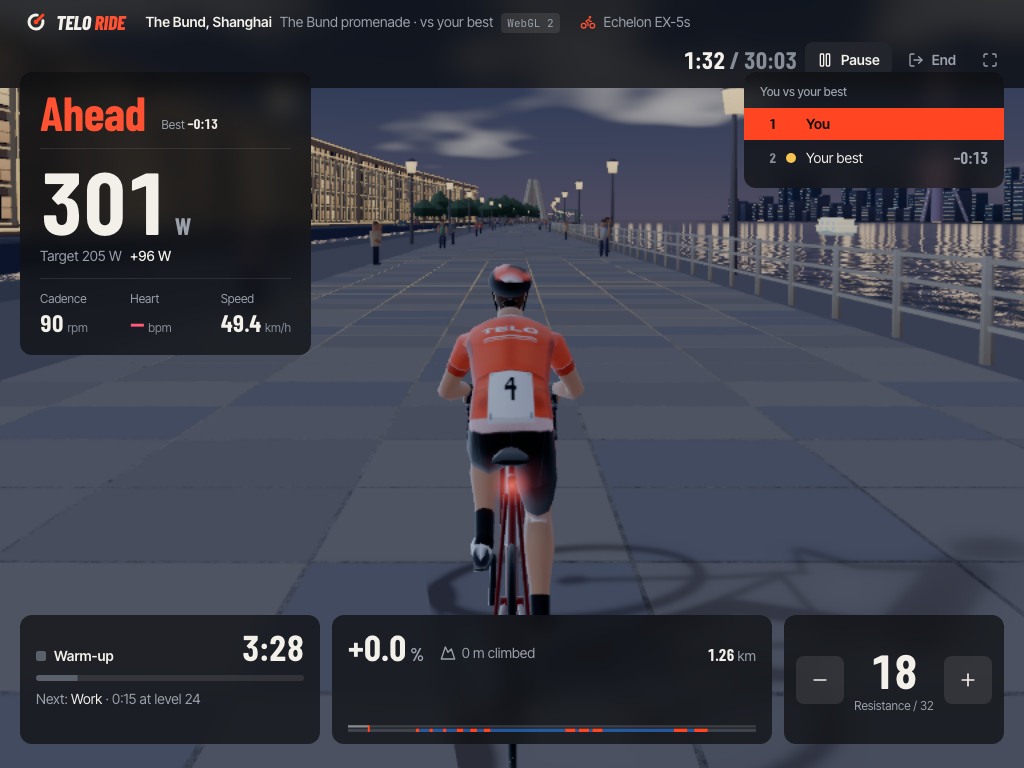 TELO RIDE The Bund, Shanghai The Bund promenade · vs your best WebGL 2 Echelon EX-5s
1:32 / 30:03 Pause End
Ahead Best −0:13
301 W
Target 205 W +96 W
Cadence Heart Speed
90 rpm — bpm 49.4 km/h
You vs your best
1 You
2 Your best −0:13
TELO
4
Warm-up 3:28
Next: Work · 0:15 at level 24
+0.0 % 0 m climbed 1.26 km
− 18 +
Resistance / 32